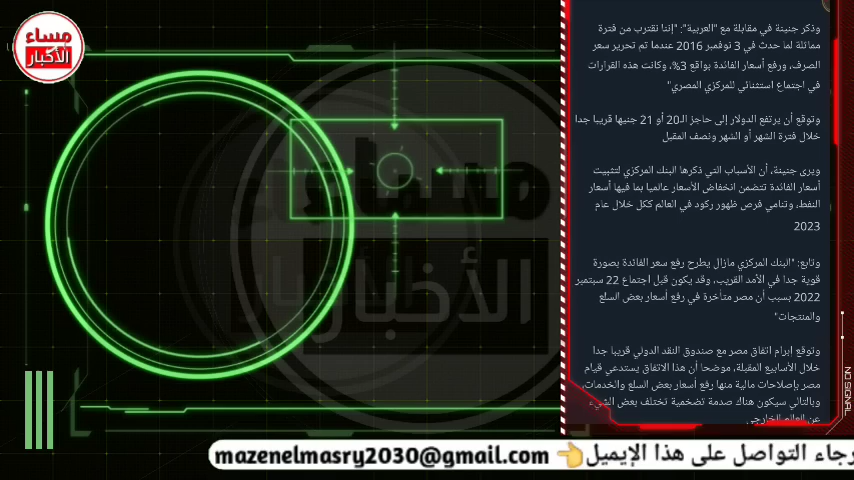 مساء
الأخبار
وذكر جنينة في مقابلة مع "العربية": "إننا نقترب من فترة
مماثلة لما حدث في 3 نوفمبر 2016 عندما تم تحرير سعر
الصرف، ورفع أسعار الفائدة بواقع 3%، وكانت هذه القرارات
في اجتماع استثنائي للمركزي المصري"
وتوقع أن يرتفع الدولار إلى حاجز الـ20 أو 21 جنيها قريبا جدا
خلال فترة الشهر أو الشهر ونصف المقبل
ويرى جنينة، أن الأسباب التي ذكرها البنك المركزي لتثبيت
أسعار الفائدة تتضمن انخفاض الأسعار عالميا بما فيها أسعار
النفط، وتنامي فرص ظهور ركود في العالم ككل خلال عام
2023
وتابع: "البنك المركزي مازال يطرح رفع سعر الفائدة بصورة
قوية جدا في الأمد القريب، وقد يكون قبل اجتماع 22 سبتمبر
2022 بسبب أن مصر متأخرة في رفع أسعار بعض السلع
والمنتجات"
وتوقع إبرام اتفاق مصر مع صندوق النقد الدولي قريبا جدا
خلال الأسابيع المقبلة، موضحا أن هذا الاتفاق يستدعي قيام
مصر بإصلاحات مالية منها رفع أسعار بعض السلع والخدمات،
وبالتالي سيكون هناك صدمة تضخمية تختلف بعض الشيء
عن العالم الخارجي
مساء
الأخبار
NO SIGNAL
رجاء التواصل على هذا الإيميل👈 mazenelmasry2030@gmail.com